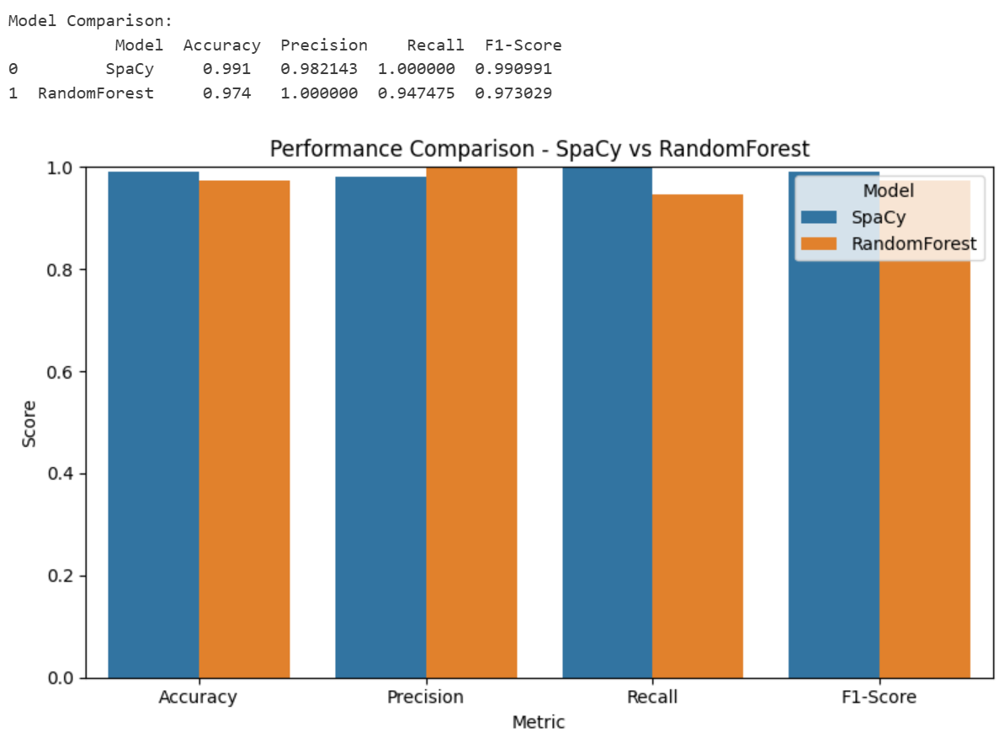 Model Comparison:
Model Accuracy Precision Recall F1-Score
0 SpaCy 0.991 0.982143 1.000000 0.990991
1 RandomForest 0.974 1.000000 0.947475 0.973029
Performance Comparison - SpaCy vs RandomForest
1.0
0.8
0.6
0.4
0.2
0.0
Score
Model
SpaCy
RandomForest
Accuracy Precision Recall F1-Score
Metric